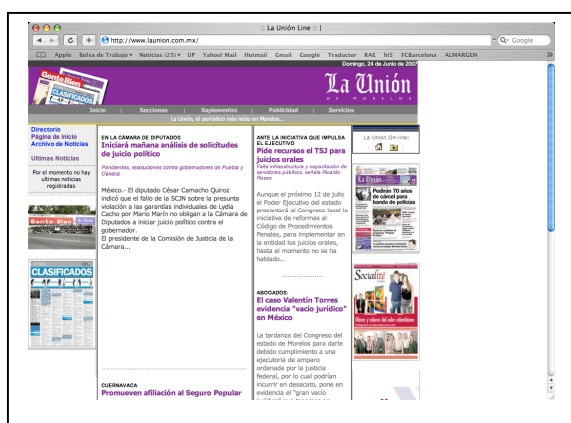 :: La Unión Line :: |
http://www.launion.com.mx/
Google
Apple Bolsa de Trabajo Noticias (25) UP Yahoo! Mail Hotmail Gmail Google Traductor RAE hi5 FCBarcelona ALMARGEN
Domingo, 24 de Junio de 2007
Gente Bien
CLASIFICADOS
La Unión
DE MORELOS
Inicio | Secciones | Suplementos | Publicidad | Servicios
La Unión, el periódico más leído en Morelos...
Directorio
Página de inicio
Archivo de Noticias
Ultimas Noticias
Por el momento no hay
ultimas noticias
registradas
Gente Bien
CLASIFICADOS
EN LA CÁMARA DE DIPUTADOS
Iniciará mañana análisis de solicitudes
de juicio político
Pendientes, resoluciones contra gobernadores de Puebla y
Oaxaca
México.- El diputado César Camacho Quiroz
indicó que el fallo de la SCJN sobre la presunta
violación a las garantías individuales de Lydia
Cacho por Mario Marín no obligan a la Cámara de
Diputados a iniciar juicio político contra el
gobernador.
El presidente de la Comisión de Justicia de la
Cámara...
CUERNAVACA
Promueven afiliación al Seguro Popular
ANTE LA INICIATIVA QUE IMPULSA
EL EJECUTIVO
Pide recursos el TSJ para
juicios orales
Falta infraestructura y capacitación de
servidores públicos, señala Ricardo
Rosas
Aunque el próximo 12 de julio
el Poder Ejecutivo del estado
presentará al Congreso local la
iniciativa de reformas al
Código de Procedimientos
Penales, para implementar en
la entidad los juicios orales,
hasta el momento no se ha
hablado...
ABOGADOS:
El caso Valentín Torres
evidencia "vacío jurídico"
en México
La tardanza del Congreso del
estado de Morelos para darle
debido cumplimiento a una
ejecutoria de amparo
ordenada por la justicia
federal, por lo cual podrían
incurrir en desacato, pone en
evidencia el "gran vacío
La Union On-line:
La Unión
Podrían 70 años
de cárcel para
banda de policías
Socialité